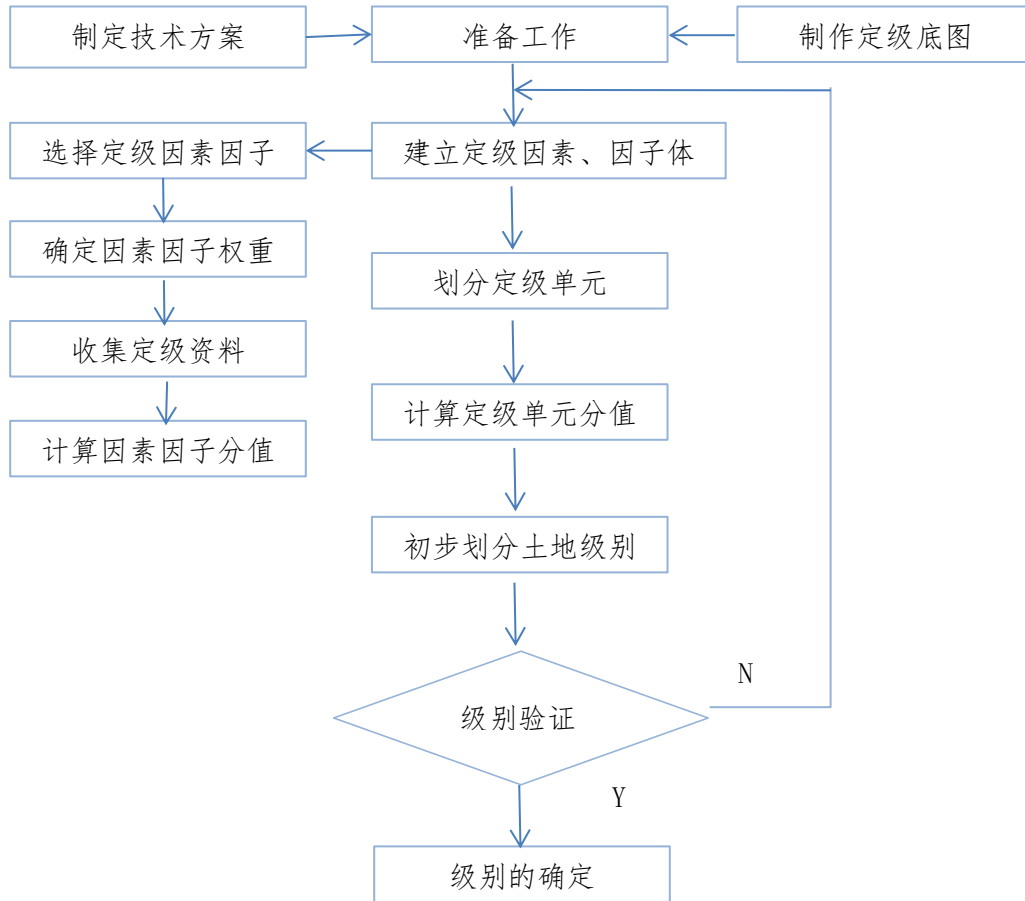 制定技术方案
准备工作
制作定级底图
选择定级因素因子
建立定级因素、因子体
确定因素因子权重
划分定级单元
收集定级资料
计算定级单元分值
计算因素因子分值
初步划分土地级别
级别验证
N
Y
级别的确定